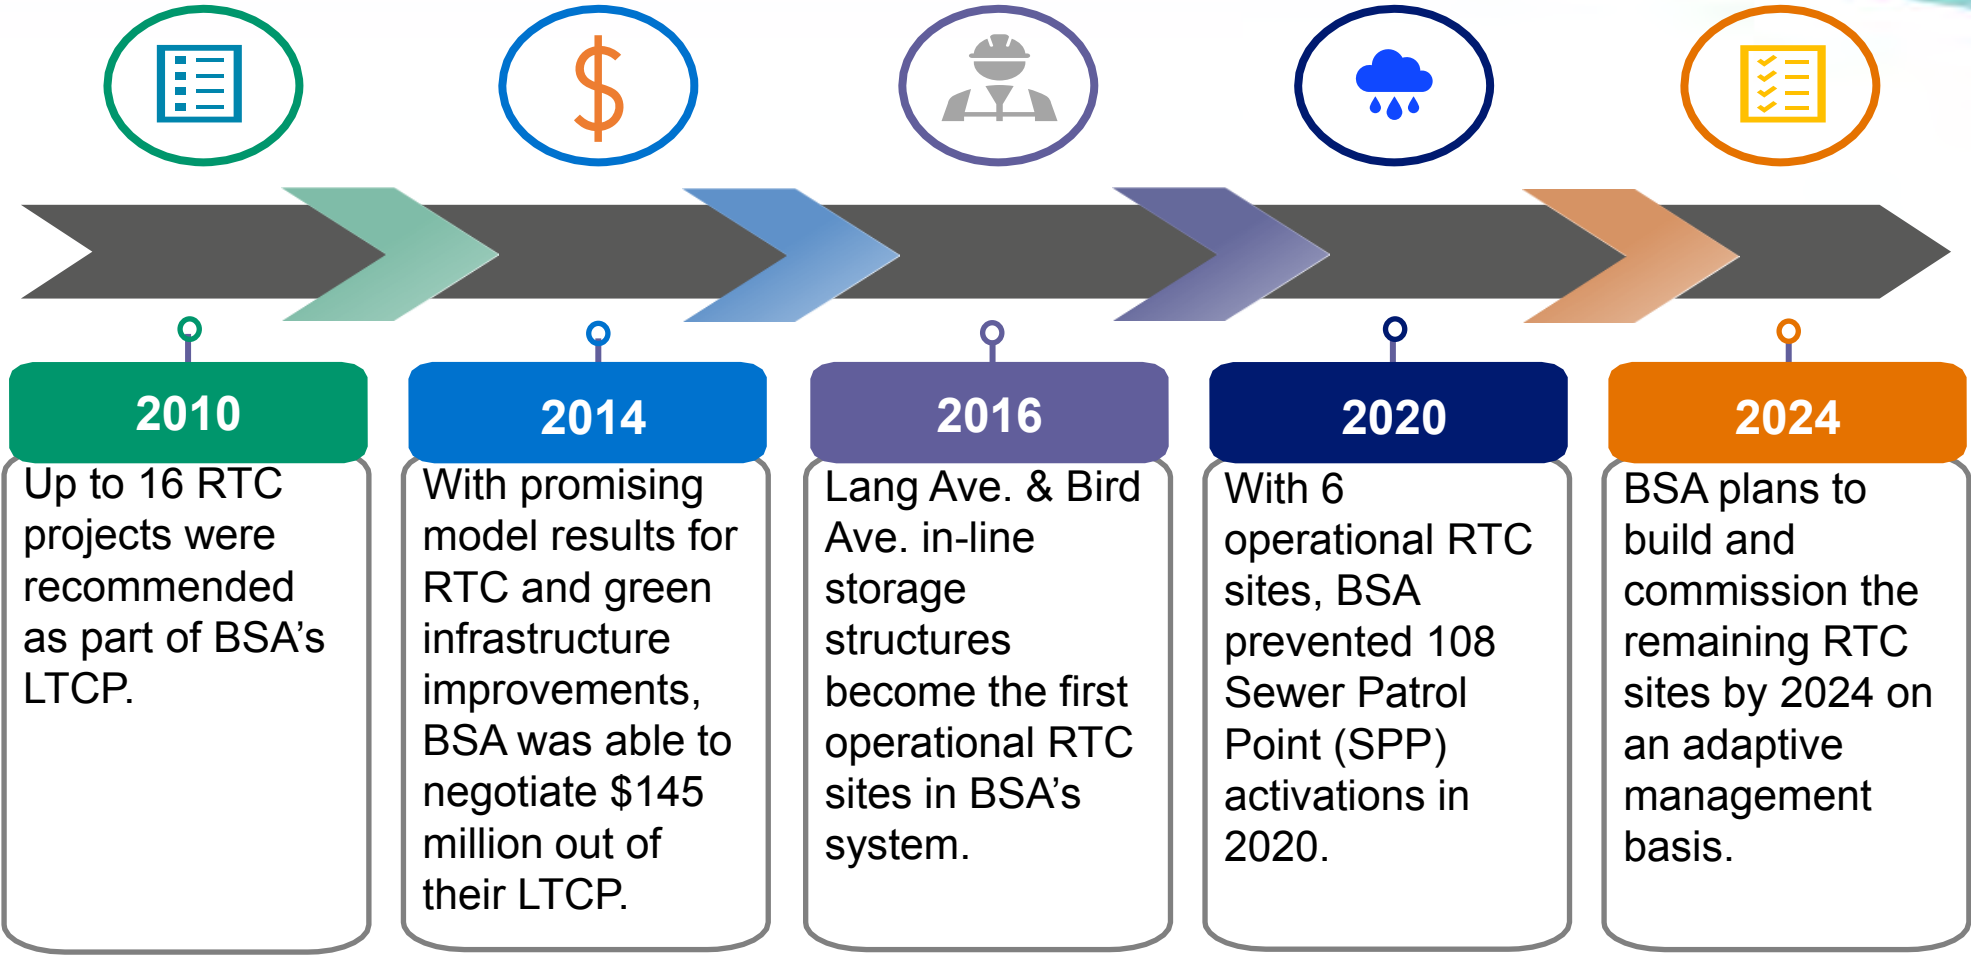 2010
Up to 16 RTC
projects were
recommended
as part of BSA’s
LTCP.
2014
With promising
model results for
RTC and green
infrastructure
improvements,
BSA was able to
negotiate $145
million out of
their LTCP.
2016
Lang Ave. & Bird
Ave. in-line
storage
structures
become the first
operational RTC
sites in BSA’s
system.
2020
With 6
operational RTC
sites, BSA
prevented 108
Sewer Patrol
Point (SPP)
activations in
2020.
2024
BSA plans to
build and
commission the
remaining RTC
sites by 2024 on
an adaptive
management
basis.